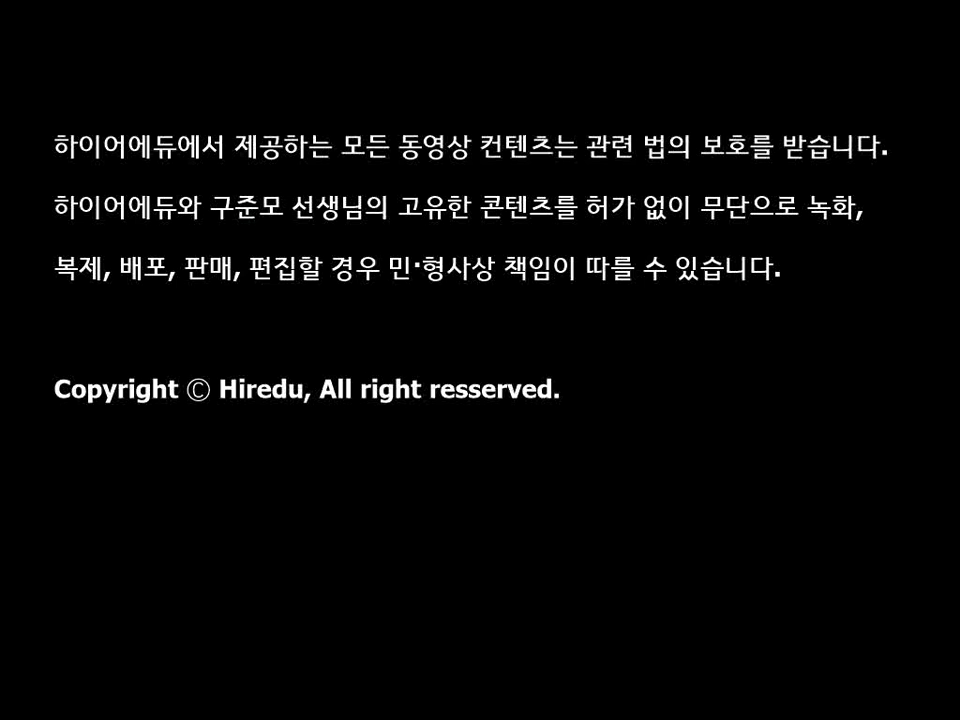 하이어에듀에서 제공하는 모든 동영상 컨텐츠는 관련 법의 보호를 받습니다.
하이어에듀와 구준모 선생님의 고유한 콘텐츠를 허가 없이 무단으로 녹화,
복제, 배포, 판매, 편집할 경우 민·형사상 책임이 따를 수 있습니다.
Copyright Ⓒ Hiredu, All right resserved.